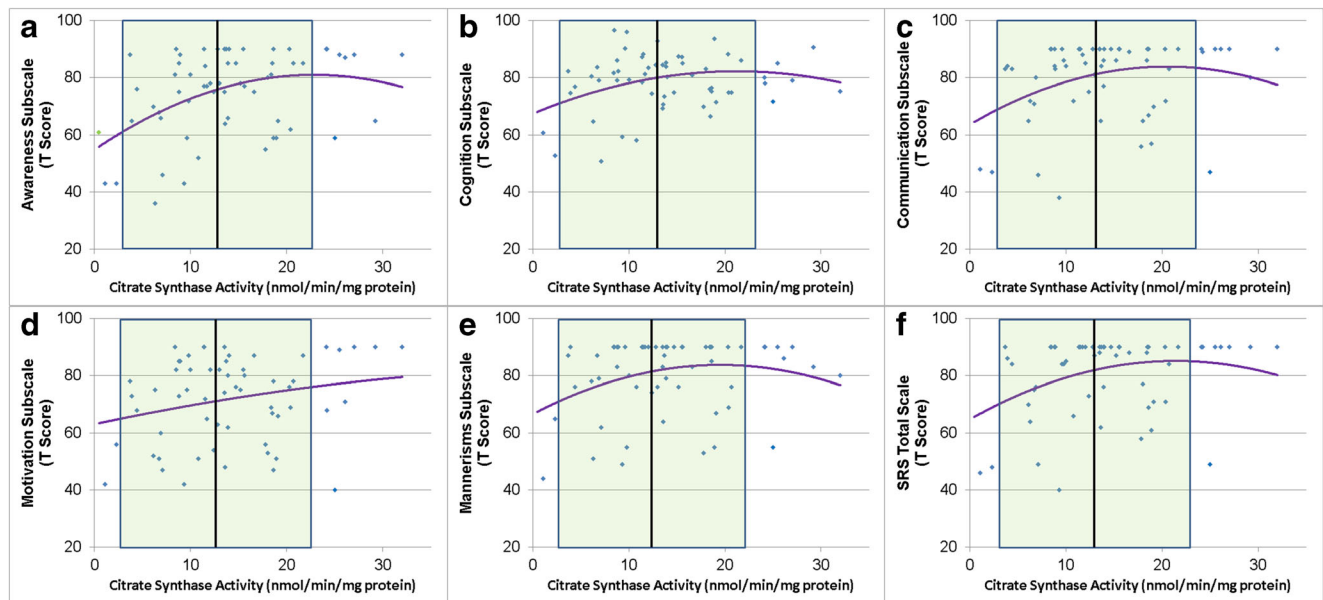 a
Awareness Subscale
(T Score)
100
80
60
40
20
0 10 20 30
Citrate Synthase Activity (nmol/min/mg protein)
b
Cognition Subscale
(T Score)
100
80
60
40
20
0 10 20 30
Citrate Synthase Activity (nmol/min/mg protein)
c
Communication Subscale
(T Score)
100
80
60
40
20
0 10 20 30
Citrate Synthase Activity (nmol/min/mg protein)
d
Motivation Subscale
(T Score)
100
80
60
40
20
0 10 20 30
Citrate Synthase Activity (nmol/min/mg protein)
e
Mannerisms Subscale
(T Score)
100
80
60
40
20
0 10 20 30
Citrate Synthase Activity (nmol/min/mg protein)
f
SRS Total Scale
(T Score)
100
80
60
40
20
0 10 20 30
Citrate Synthase Activity (nmol/min/mg protein)